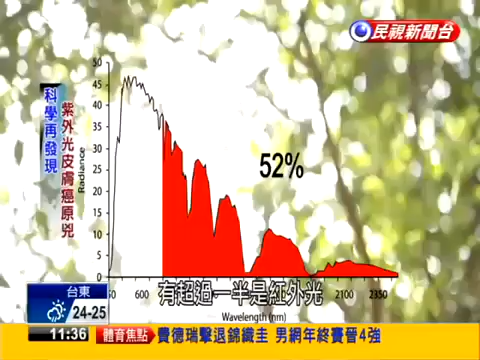 民視新聞台
科學再發現
紫外光皮膚癌原兇
50
45
40
35
30
25
20
15
10
5
Radiance
52%
600
2100
2350
有超過一半是紅外光
Wavelength (nm)
台東
24-25
11:36
體育焦點
費德瑞擊退錦織圭 男網年終賽晉4強